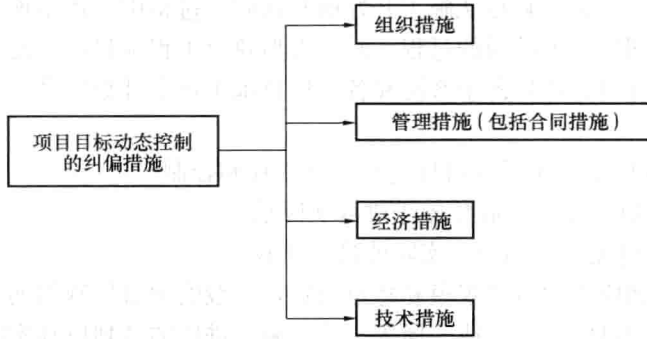 组织措施
管理措施（包括合同措施）
项目目标动态控制
的纠偏措施
经济措施
技术措施